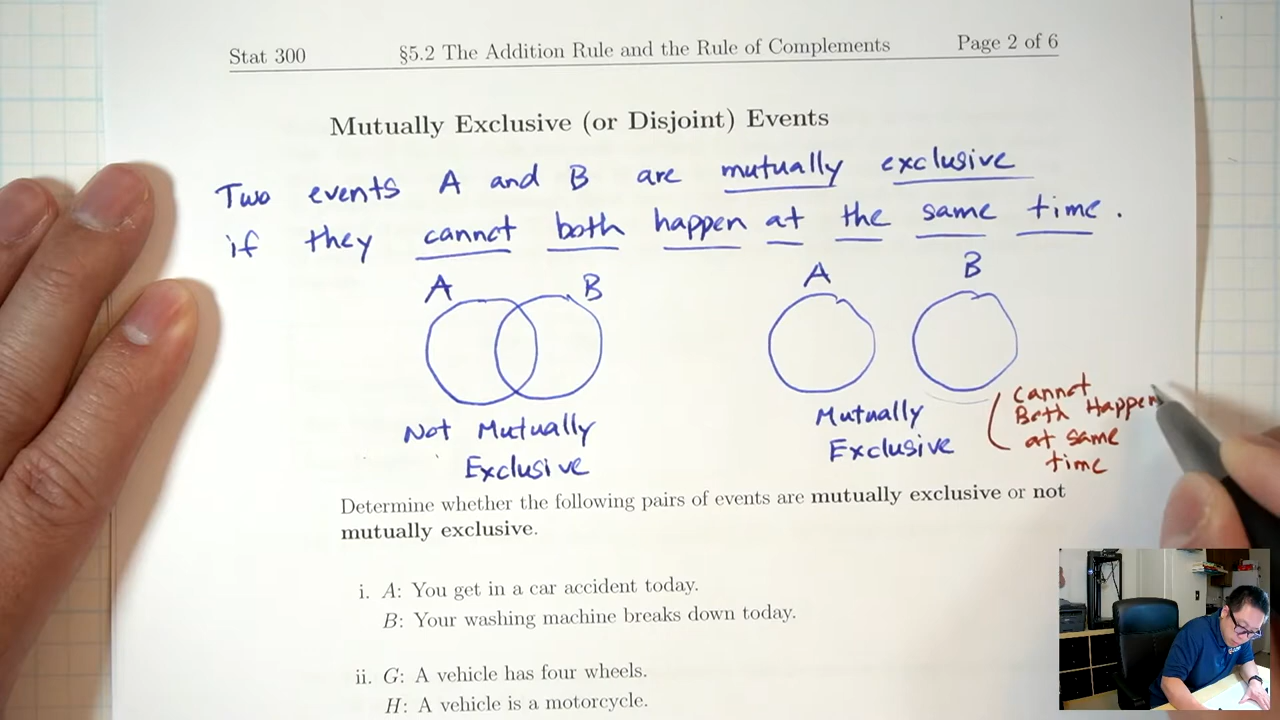 Stat 300 §5.2 The Addition Rule and the Rule of Complements Page 2 of 6
Mutually Exclusive (or Disjoint) Events
Two events A and B are mutually exclusive
if they cannot both happen at the same time.
A B A B
Not Mutually Exclusive
Mutually Exclusive
Cannot
Both Happen
at same
time
Determine whether the following pairs of events are mutually exclusive or not
mutually exclusive.
i. A: You get in a car accident today.
B: Your washing machine breaks down today.
ii. G: A vehicle has four wheels.
H: A vehicle is a motorcycle.